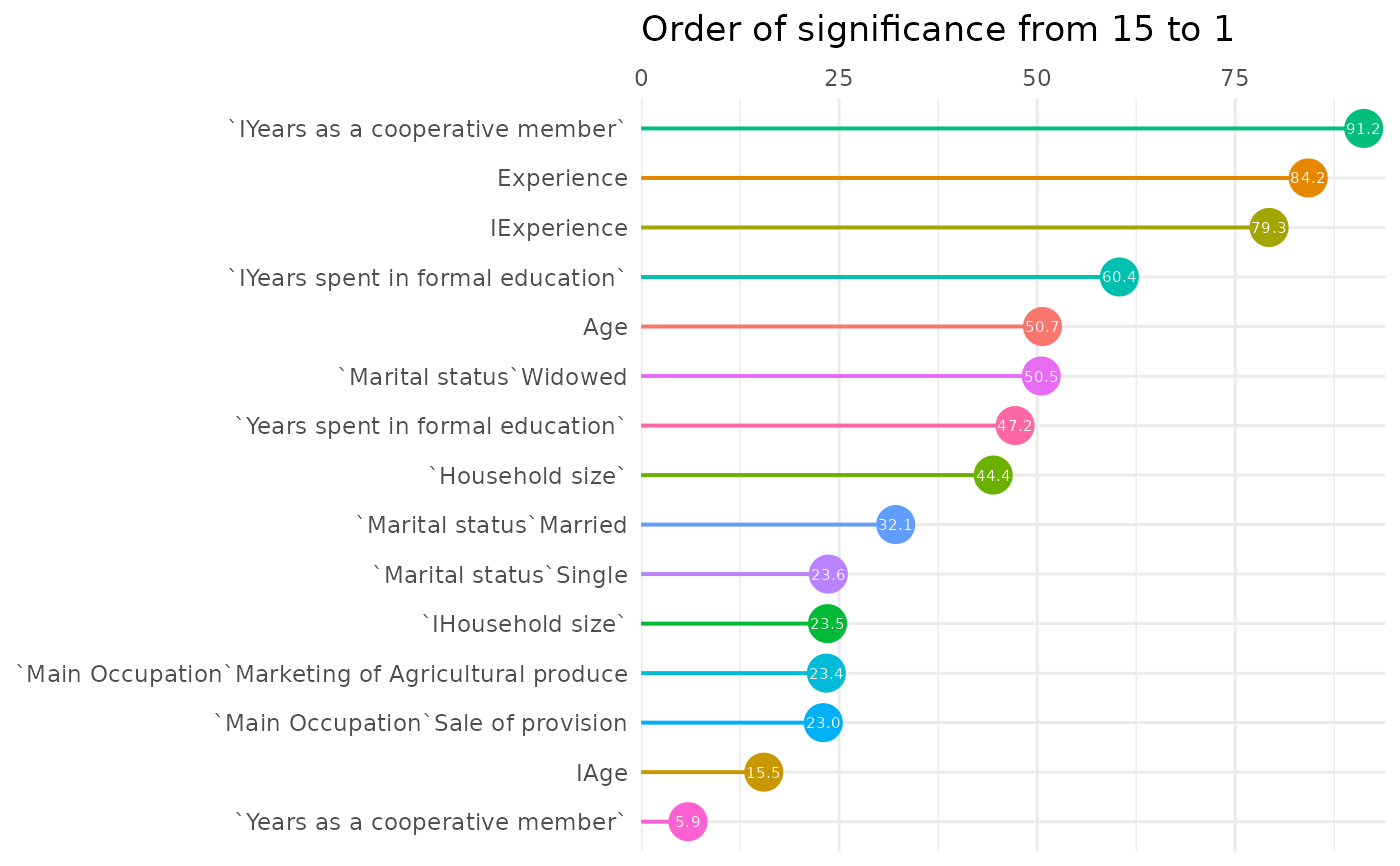 Order of significance from 15 to 1
0 25 50 75
`IYears as a cooperative member` 91.2
Experience 84.2
IExperience 79.3
`IYears spent in formal education` 60.4
Age 50.7
`Marital status`Widowed 50.5
`Years spent in formal education` 47.2
`Household size` 44.4
`Marital status`Married 32.1
`Marital status`Single 23.6
`IHousehold size` 23.5
`Main Occupation`Marketing of Agricultural produce 23.4
`Main Occupation`Sale of provision 23.0
IAge 15.5
`Years as a cooperative member` 5.9